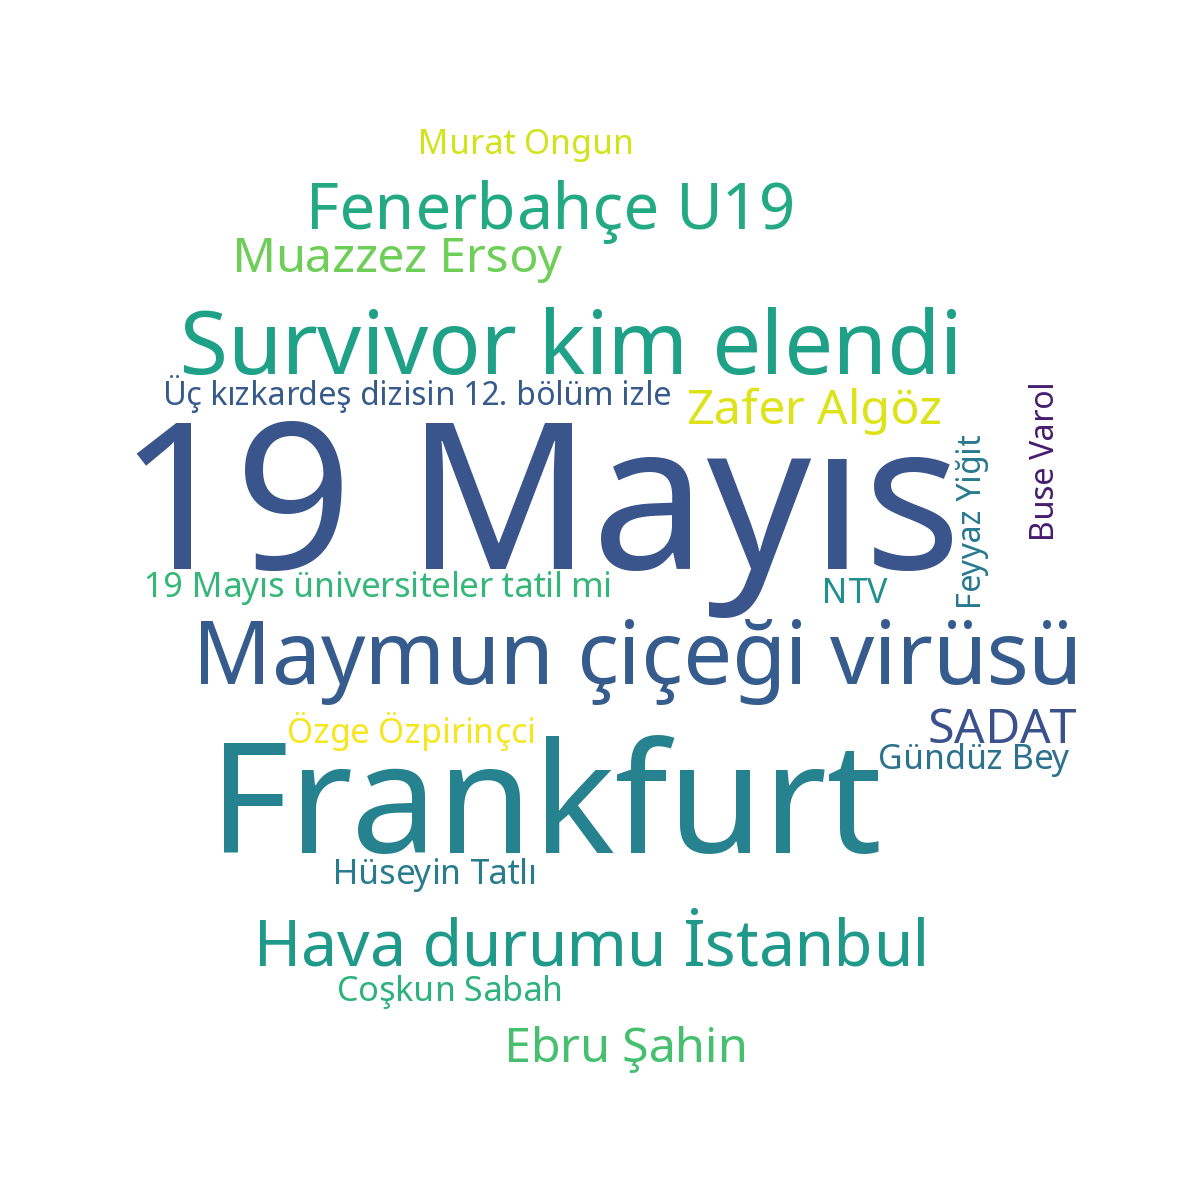 Murat Ongun
Fenerbahçe U19
Muazzez Ersoy
Survivor kim elendi
Üç kızkardeş dizisin 12. bölüm izle
Zafer Algöz
Buse Varol
19 Mayıs
Feyyaz Yiğit
19 Mayıs üniversiteler tatil mi
NTV
Maymun çiçeği virüsü
SADAT
Özge Özpirinçci
Gündüz Bey
Frankfurt
Hüseyin Tatlı
Hava durumu İstanbul
Coşkun Sabah
Ebru Şahin